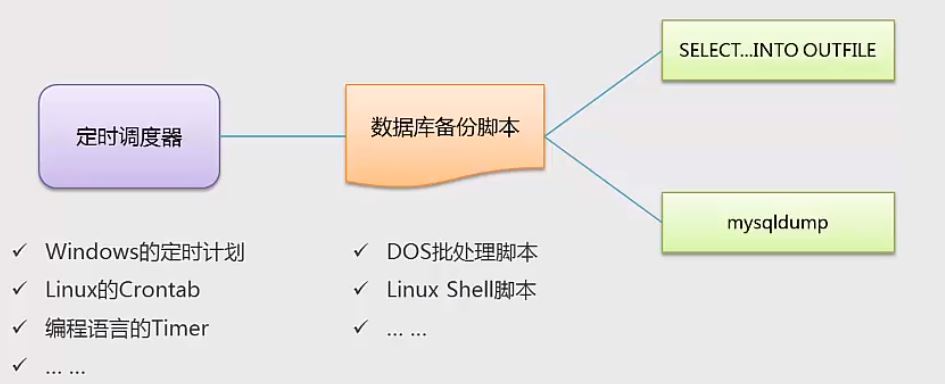 SELECT...INTO OUTFILE
定时调度器
数据库备份脚本
mysqldump
✓ Windows的定时计划
✓ Linux的Crontab
✓ 编程语言的Timer
✓ ... ...
✓ DOS批处理脚本
✓ Linux Shell脚本
✓ ... ...